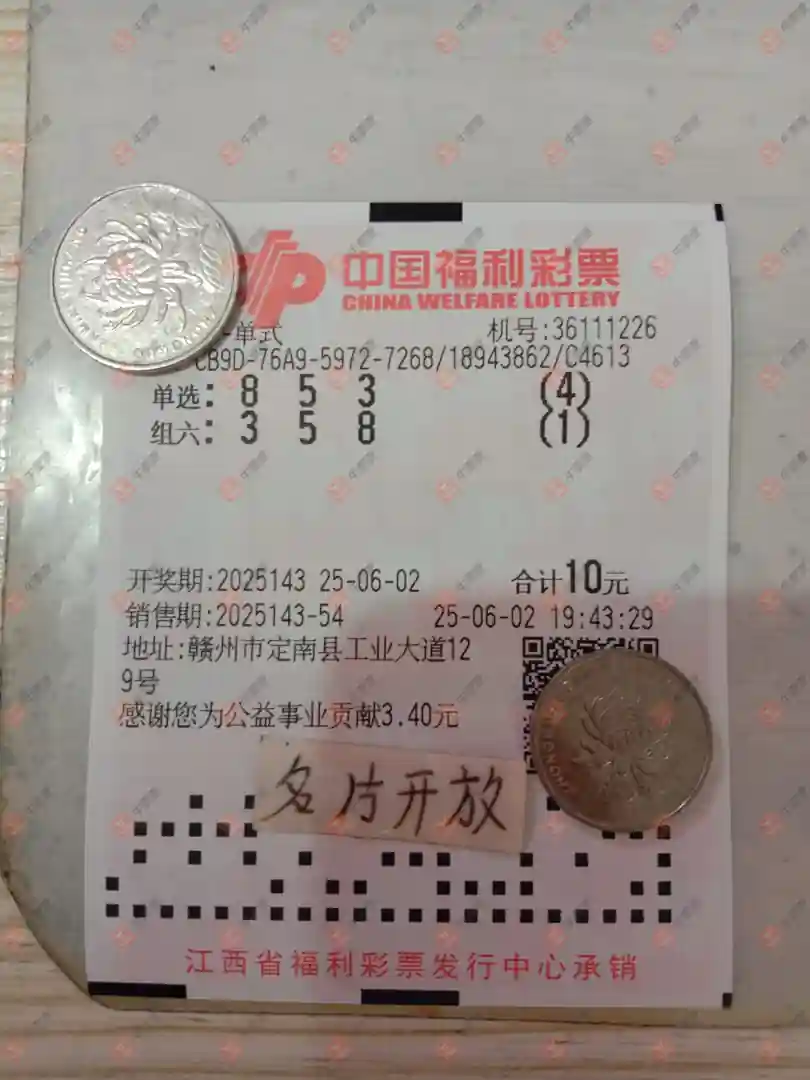 中国福利彩票
CHINA WELFARE LOTTERY
-单式 机号:36111226
CB9D-76A9-5972-7268/18943862/C4613
单选: 8 5 3 (4)
组六: 3 5 8 (1)
开奖期:2025143 25-06-02 合计10元
销售期:2025143-54 25-06-02 19:43:29
地址:赣州市定南县工业大道12
9号
感谢您为公益事业贡献3.40元
名片开放
江西省福利彩票发行中心承销